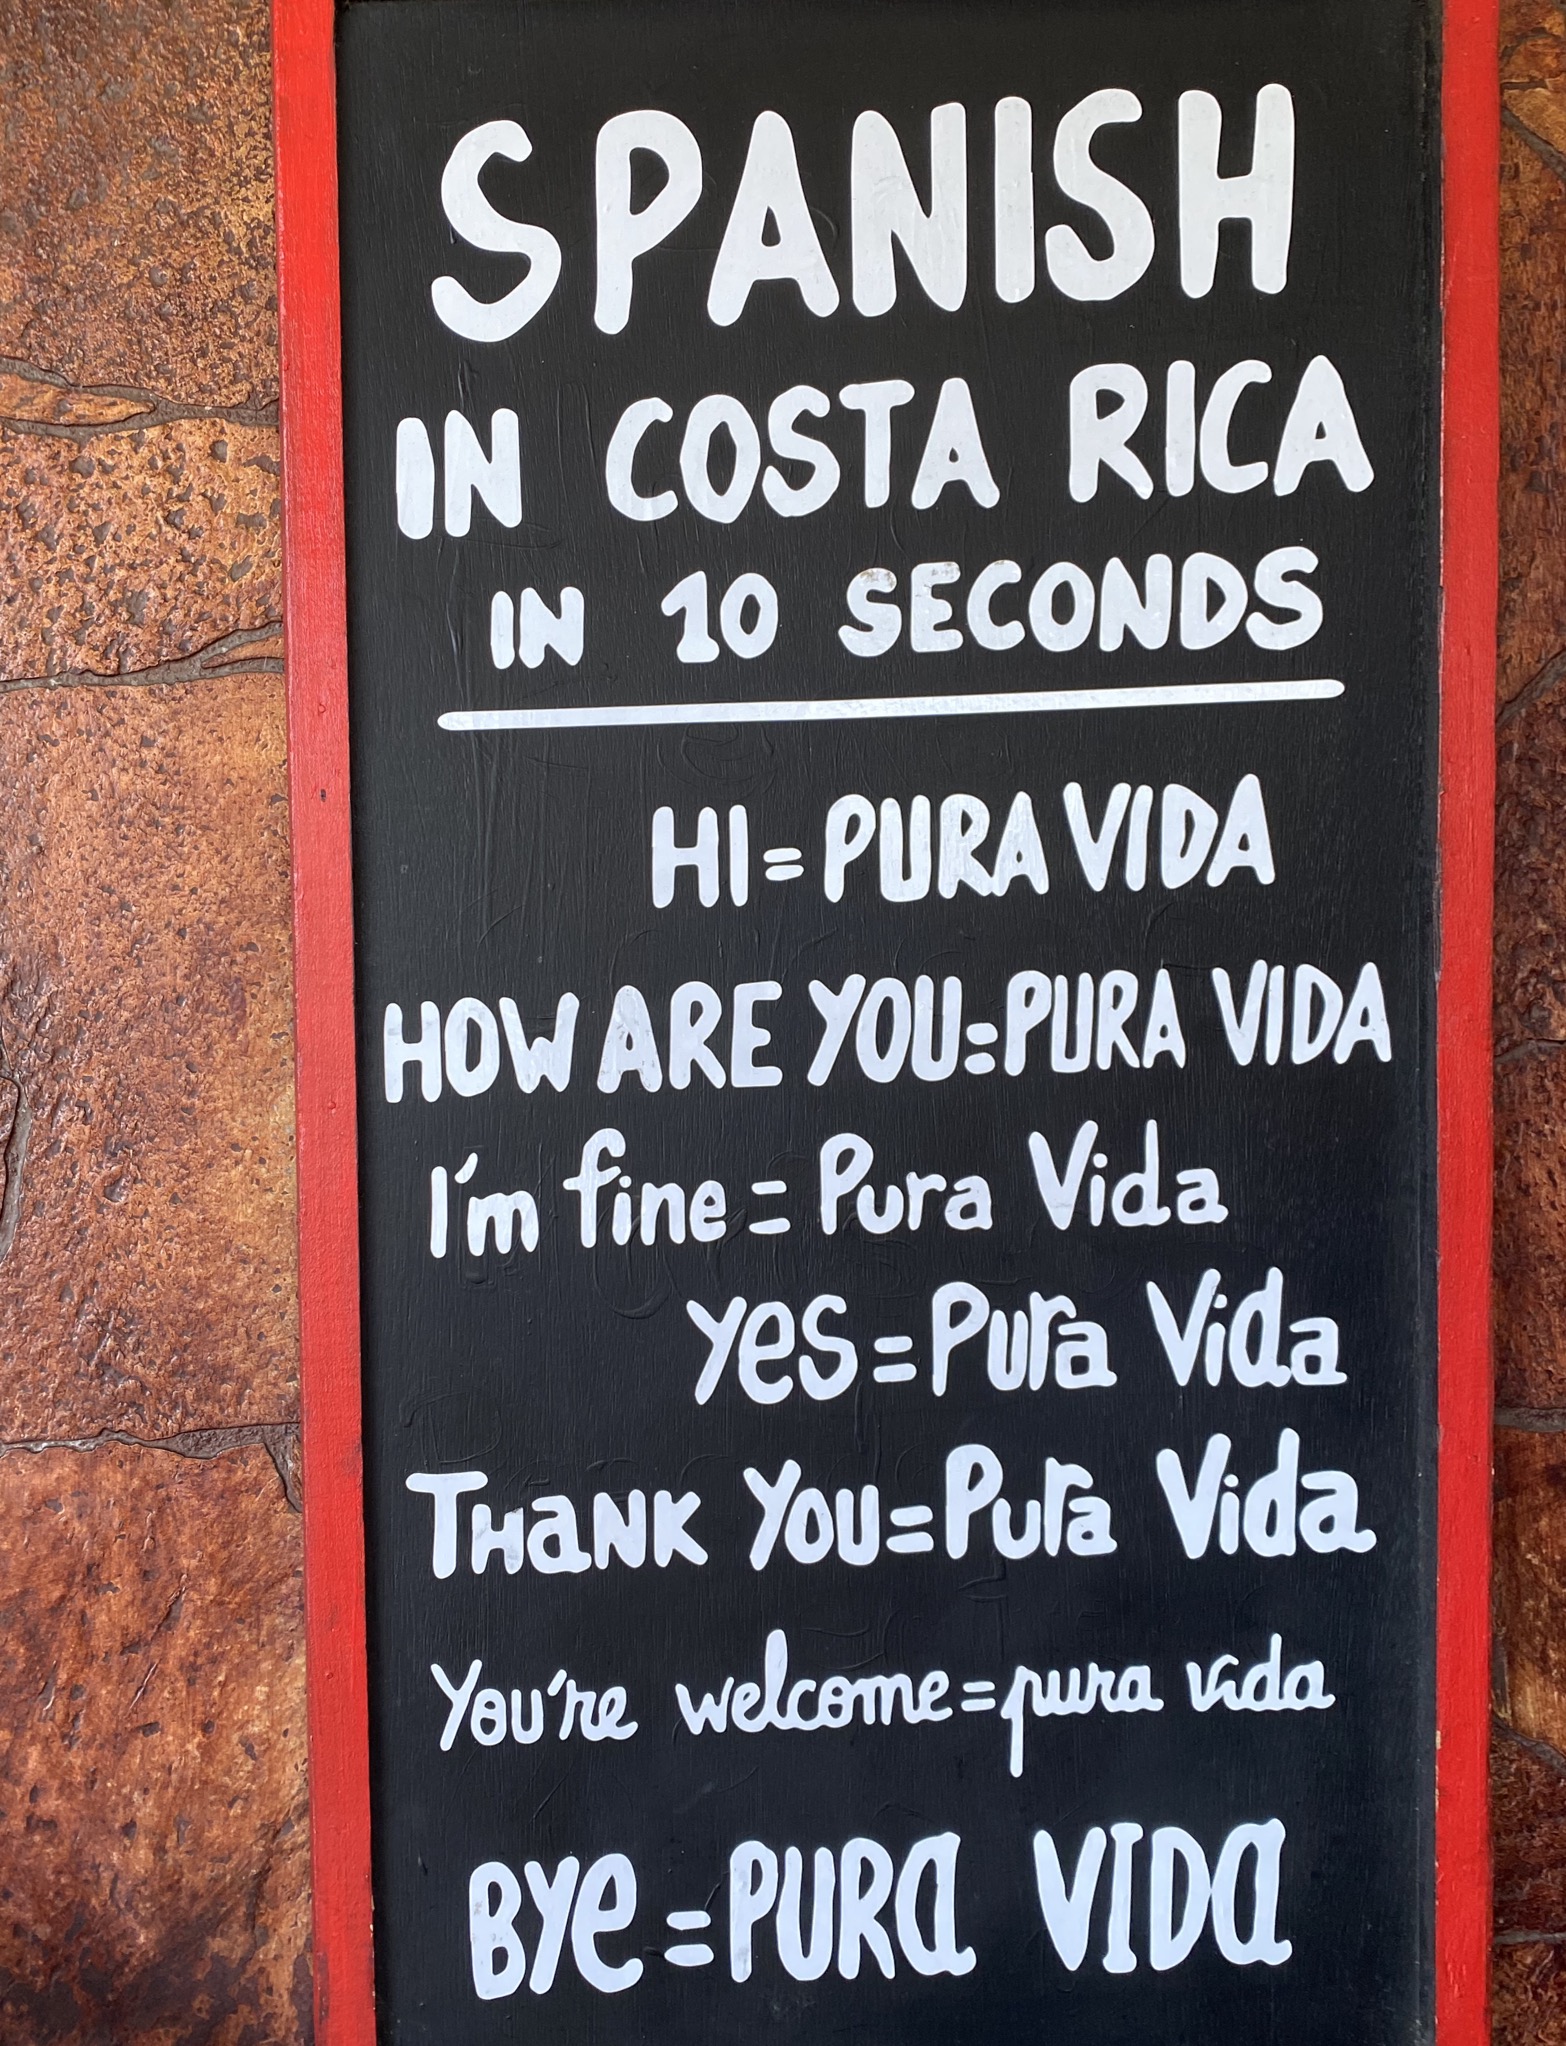 SPANISH
IN COSTA RICA
IN 10 SECONDS
HI = PURA VIDA
HOW ARE YOU = PURA VIDA
I'm fine = Pura Vida
Yes = Pura Vida
THaNK YOU = Pura Vida
You're welcome = pura vida
BYe = PURa VIDa